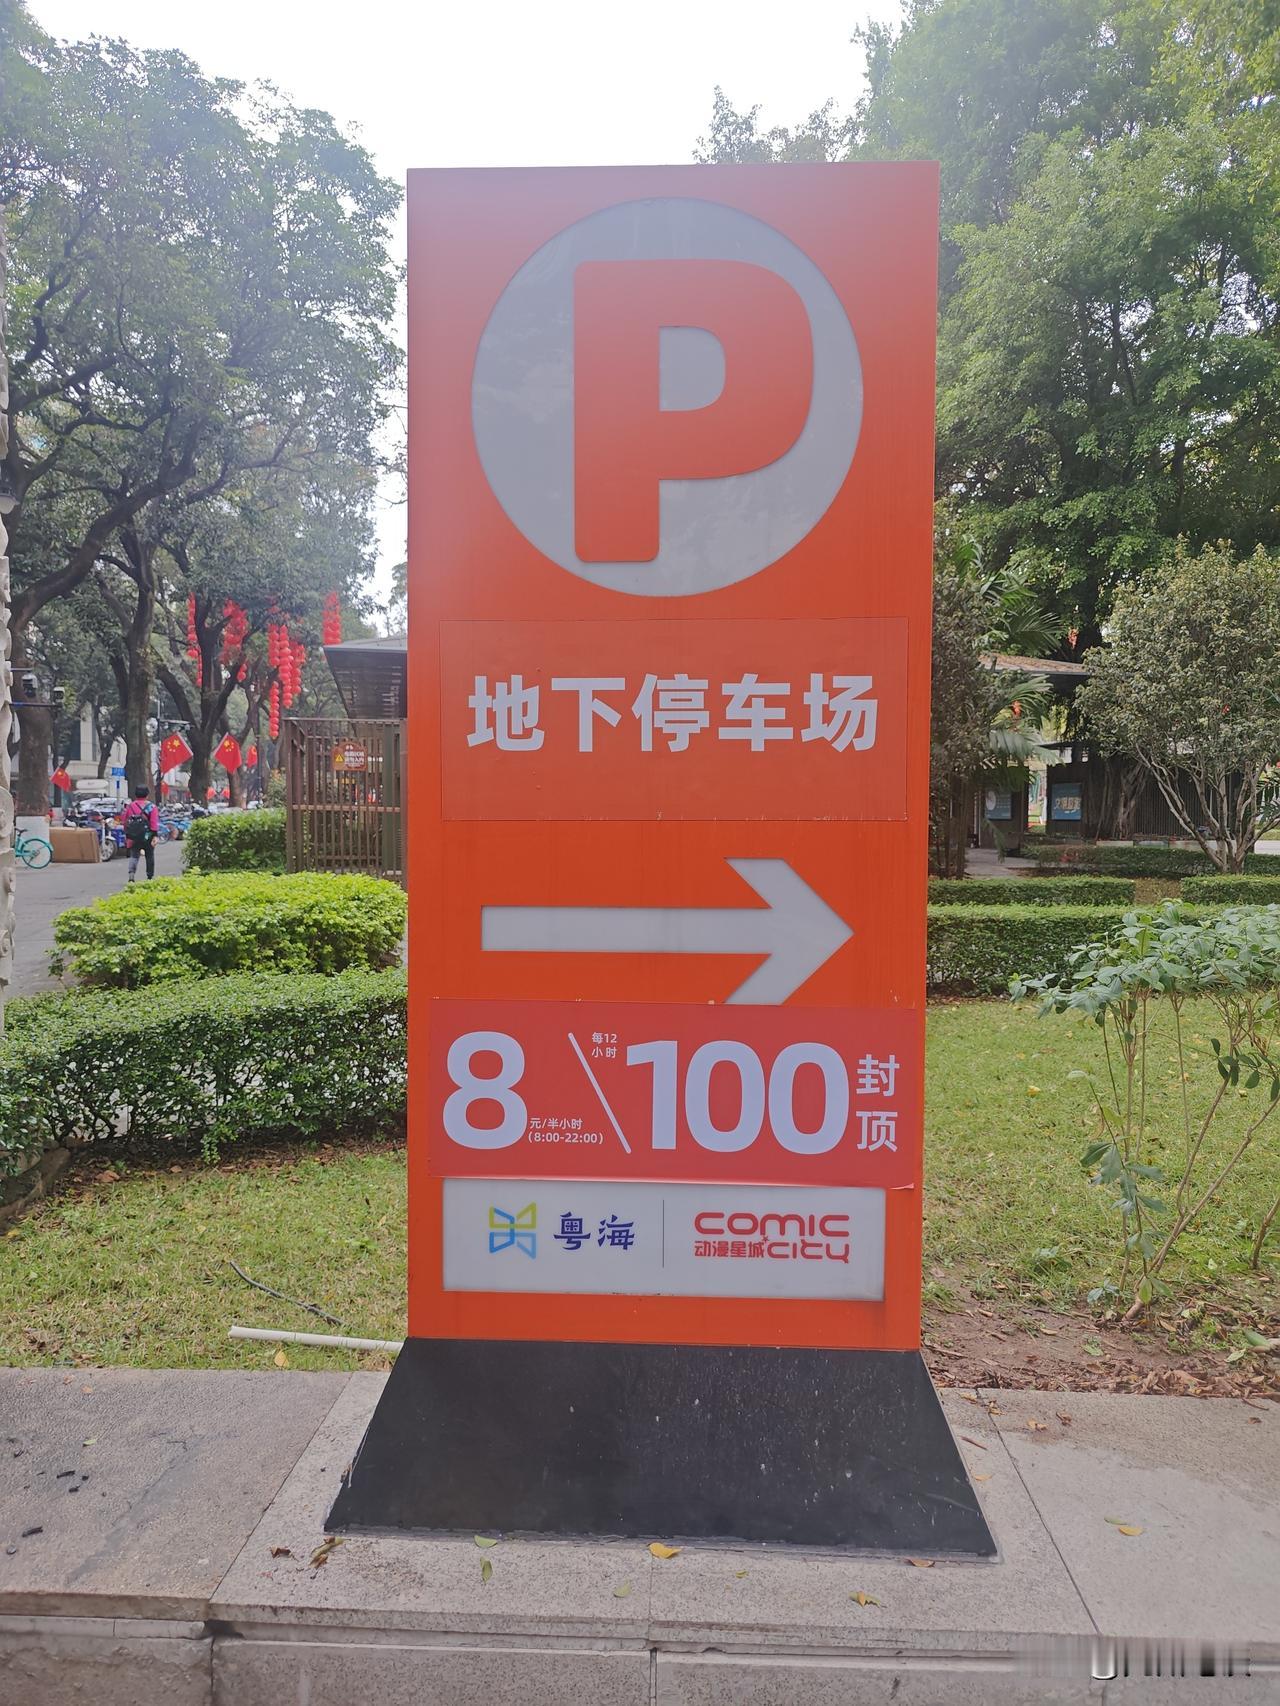 P
地下停车场
8
元/半小时
(8:00-22:00)
每12
小时
100
封顶
粤海
COMIC
动漫星城 CITY